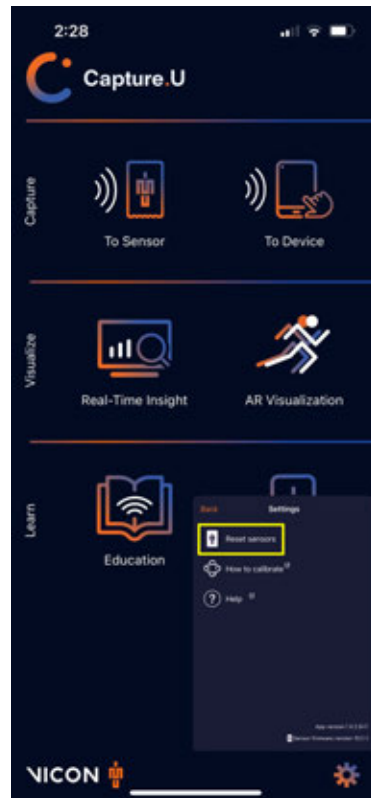 2:28
Capture.U
Capture
To Sensor
To Device
Visualize
Real-Time Insight
AR Visualization
Learn
Education
Back
Settings
Reset sensors
How to calibrate
Help
VICON